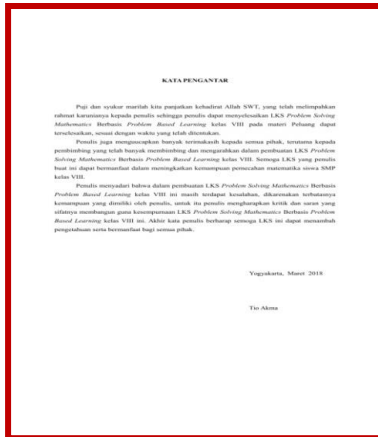 KATA PENGANTAR
Puji dan syukur marilah kita panjatkan kehadirat Allah SWT, yang telah melimpahkan
rahmat karunianya kepada penulis sehingga penulis dapat menyelesaikan LKS Problem Solving
Mathematics Berbasis Problem Based Learning kelas VIII pada materi Peluang dapat
terselesaikan, sesuai dengan waktu yang telah ditentukan.
Penulis juga mengucapkan banyak terimakasih kepada semua pihak, terutama kepada
pembimbing yang telah banyak membimbing dan mengarahkan dalam pembuatan LKS Problem
Solving Mathematics Berbasis Problem Based Learning kelas VIII. Semoga LKS yang penulis
buat ini dapat bermanfaat dalam meningkatkan kemampuan pemecahan matematika siswa SMP
kelas VIII.
Penulis menyadari bahwa dalam pembuatan LKS Problem Solving Mathematics Berbasis
Problem Based Learning kelas VIII ini masih terdapat kesalahan, dikarenakan terbatasnya
kemampuan yang dimiliki oleh penulis, untuk itu penulis mengharapkan kritik dan saran yang
sifatnya membangun guna kesempurnaan LKS Problem Solving Mathematics Berbasis Problem
Based Learning kelas VIII ini. Akhir kata penulis berharap semoga LKS ini dapat menambah
pengetahuan serta bermanfaat bagi semua pihak.
Yogyakarta, Maret 2018
Tio Akma